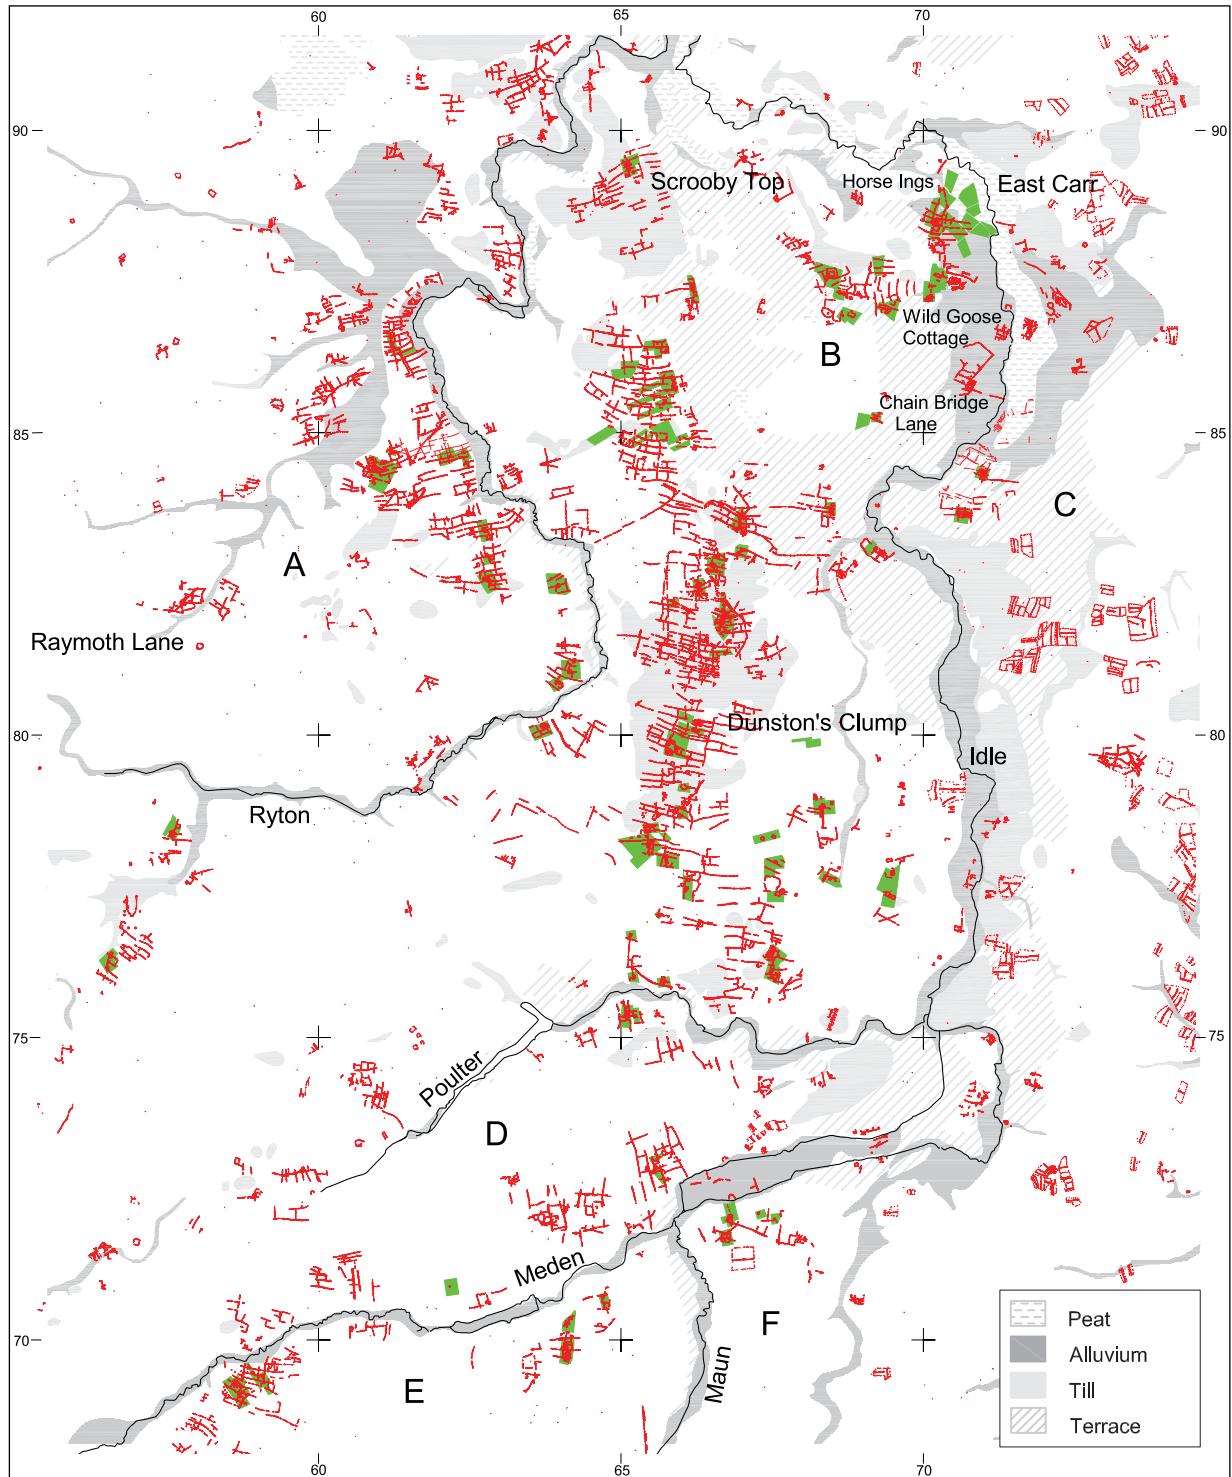 60
65
70
90
90
Scrooby Top
Horse Ings
East Carr
Wild Goose
Cottage
B
Chain Bridge
Lane
85
85
C
A
Raymoth Lane
Dunston's Clump
80
80
Idle
Ryton
75
75
Poulter
D
Meden
70
F
Maun
E
Peat
Alluvium
Till
Terrace
60
65
70